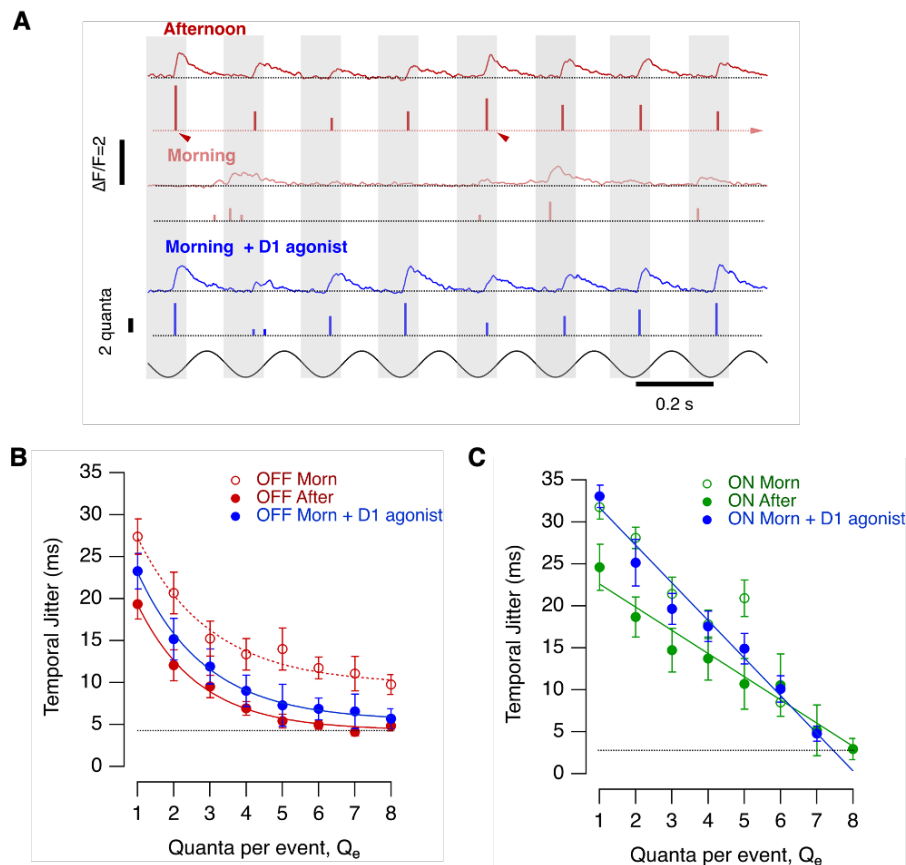 A
Afternoon
ΔF/F=2
Morning
Morning + D1 agonist
2 quanta
0.2 s
B
35
30
25
20
15
10
5
0
Temporal Jitter (ms)
OFF Morn
OFF After
OFF Morn + D1 agonist
1 2 3 4 5 6 7 8
Quanta per event, Qe
C
35
30
25
20
15
10
5
0
Temporal Jitter (ms)
ON Morn
ON After
ON Morn + D1 agonist
1 2 3 4 5 6 7 8
Quanta per event, Qe